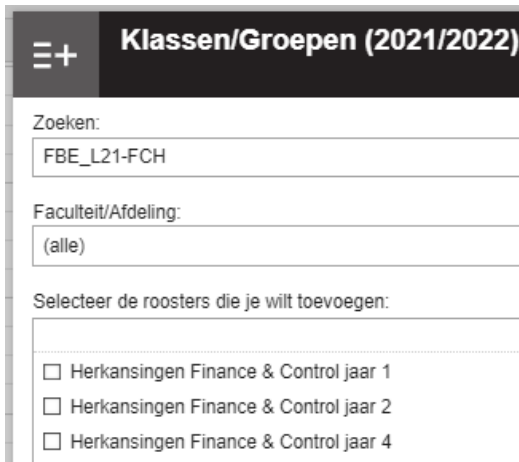 Klassen/Groepen (2021/2022)
Zoeken:
FBE_L21-FCH
Faculteit/Afdeling:
(alle)
Selecteer de roosters die je wilt toevoegen:
Herkansingen Finance & Control jaar 1
Herkansingen Finance & Control jaar 2
Herkansingen Finance & Control jaar 4